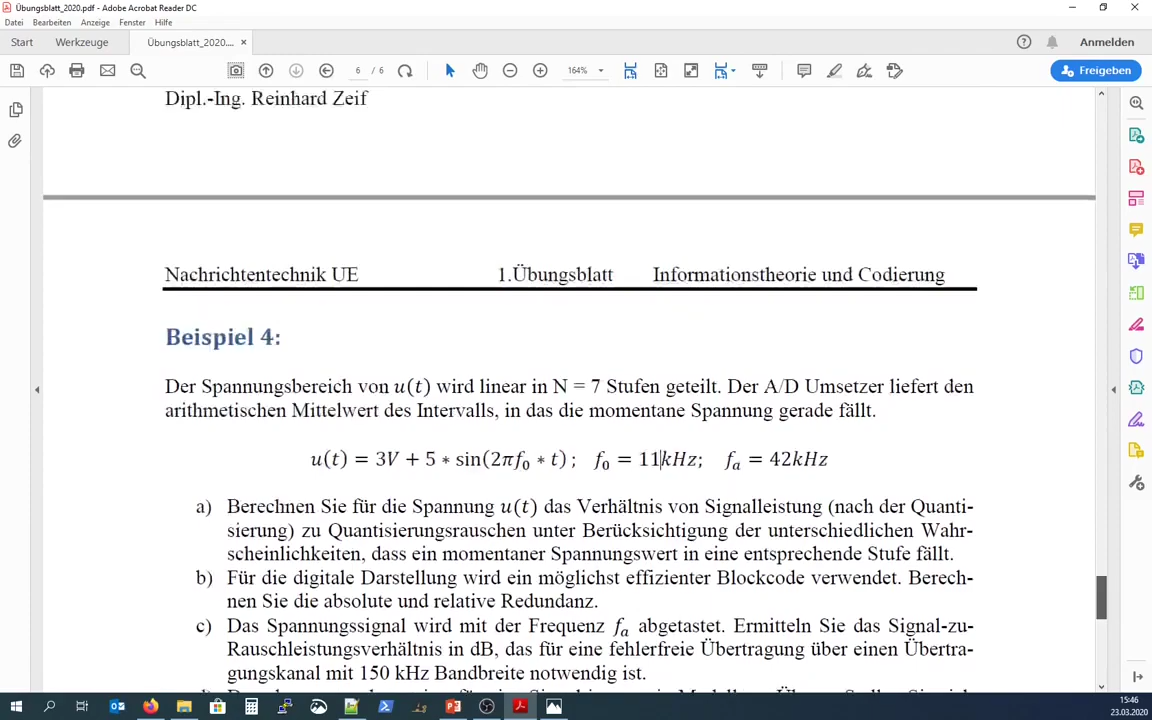 Übungsblatt_2020.pdf - Adobe Acrobat Reader DC
Datei Bearbeiten Anzeige Fenster Hilfe
Start Werkzeuge Übungsblatt_2020.... × Anmelden
6 / 6 164% Freigeben
Dipl.-Ing. Reinhard Zeif
Nachrichtentechnik UE 1.Übungsblatt Informationstheorie und Codierung
Beispiel 4:
Der Spannungsbereich von u(t) wird linear in N = 7 Stufen geteilt. Der A/D Umsetzer liefert den
arithmetischen Mittelwert des Intervalls, in das die momentane Spannung gerade fällt.
u(t) = 3V + 5 ∗ sin(2πf₀ ∗ t) ; f₀ = 11kHz; fₐ = 42kHz
a) Berechnen Sie für die Spannung u(t) das Verhältnis von Signalleistung (nach der Quanti-
sierung) zu Quantisierungsrauschen unter Berücksichtigung der unterschiedlichen Wahr-
scheinlichkeiten, dass ein momentaner Spannungswert in eine entsprechende Stufe fällt.
b) Für die digitale Darstellung wird ein möglichst effizienter Blockcode verwendet. Berech-
nen Sie die absolute und relative Redundanz.
c) Das Spannungssignal wird mit der Frequenz fₐ abgetastet. Ermitteln Sie das Signal-zu-
Rauschleistungsverhältnis in dB, das für eine fehlerfreie Übertragung über einen Übertra-
gungskanal mit 150 kHz Bandbreite notwendig ist.
15:46
23.03.2020